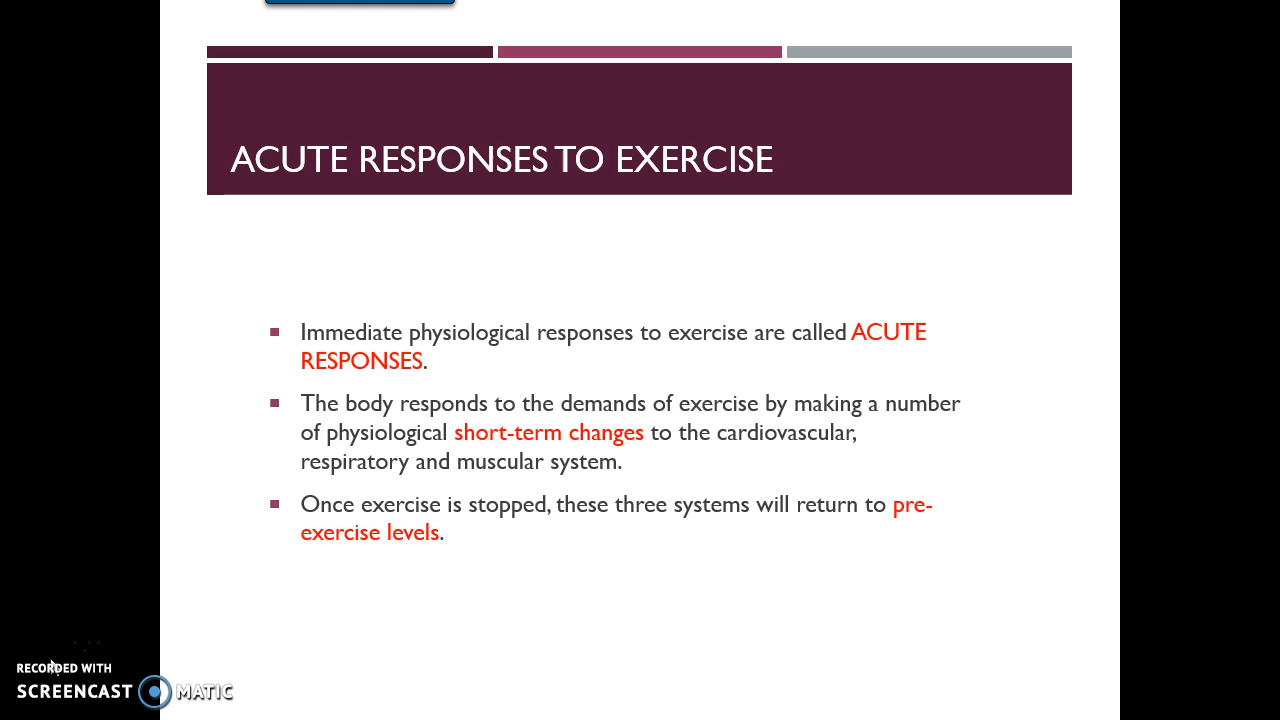 ACUTE RESPONSES TO EXERCISE
Immediate physiological responses to exercise are called ACUTE
RESPONSES.
The body responds to the demands of exercise by making a number
of physiological short-term changes to the cardiovascular,
respiratory and muscular system.
Once exercise is stopped, these three systems will return to pre-
exercise levels.
RECORDED WITH
SCREENCAST MATIC